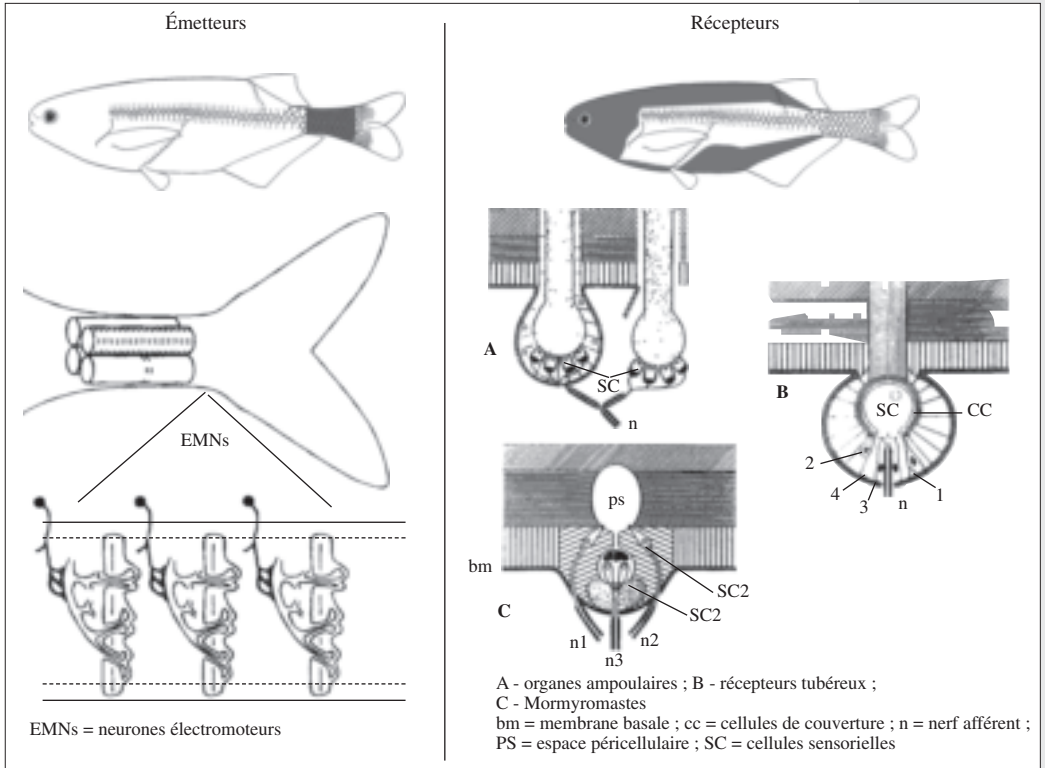 Émetteurs
Récepteurs
EMNs
EMNs = neurones électromoteurs
A
SC
n
B
SC
CC
2
4
3
n
1
ps
bm
SC2
SC2
C
n1
n2
n3
A - organes ampoulaires ; B - récepteurs tubéreux ;
C - Mormyromastes
bm = membrane basale ; cc = cellules de couverture ; n = nerf afférent ;
PS = espace péricellulaire ; SC = cellules sensorielles